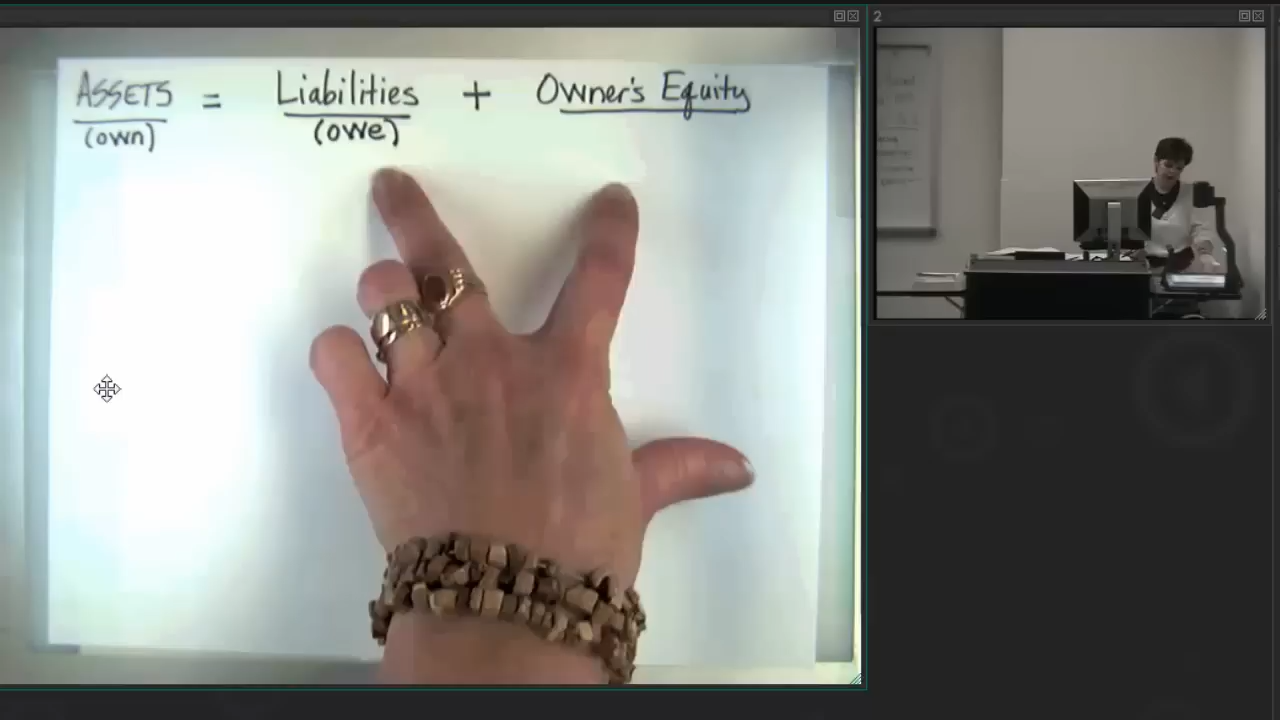 ASSETS = Liabilities + Owner's Equity
(own) (owe)
2